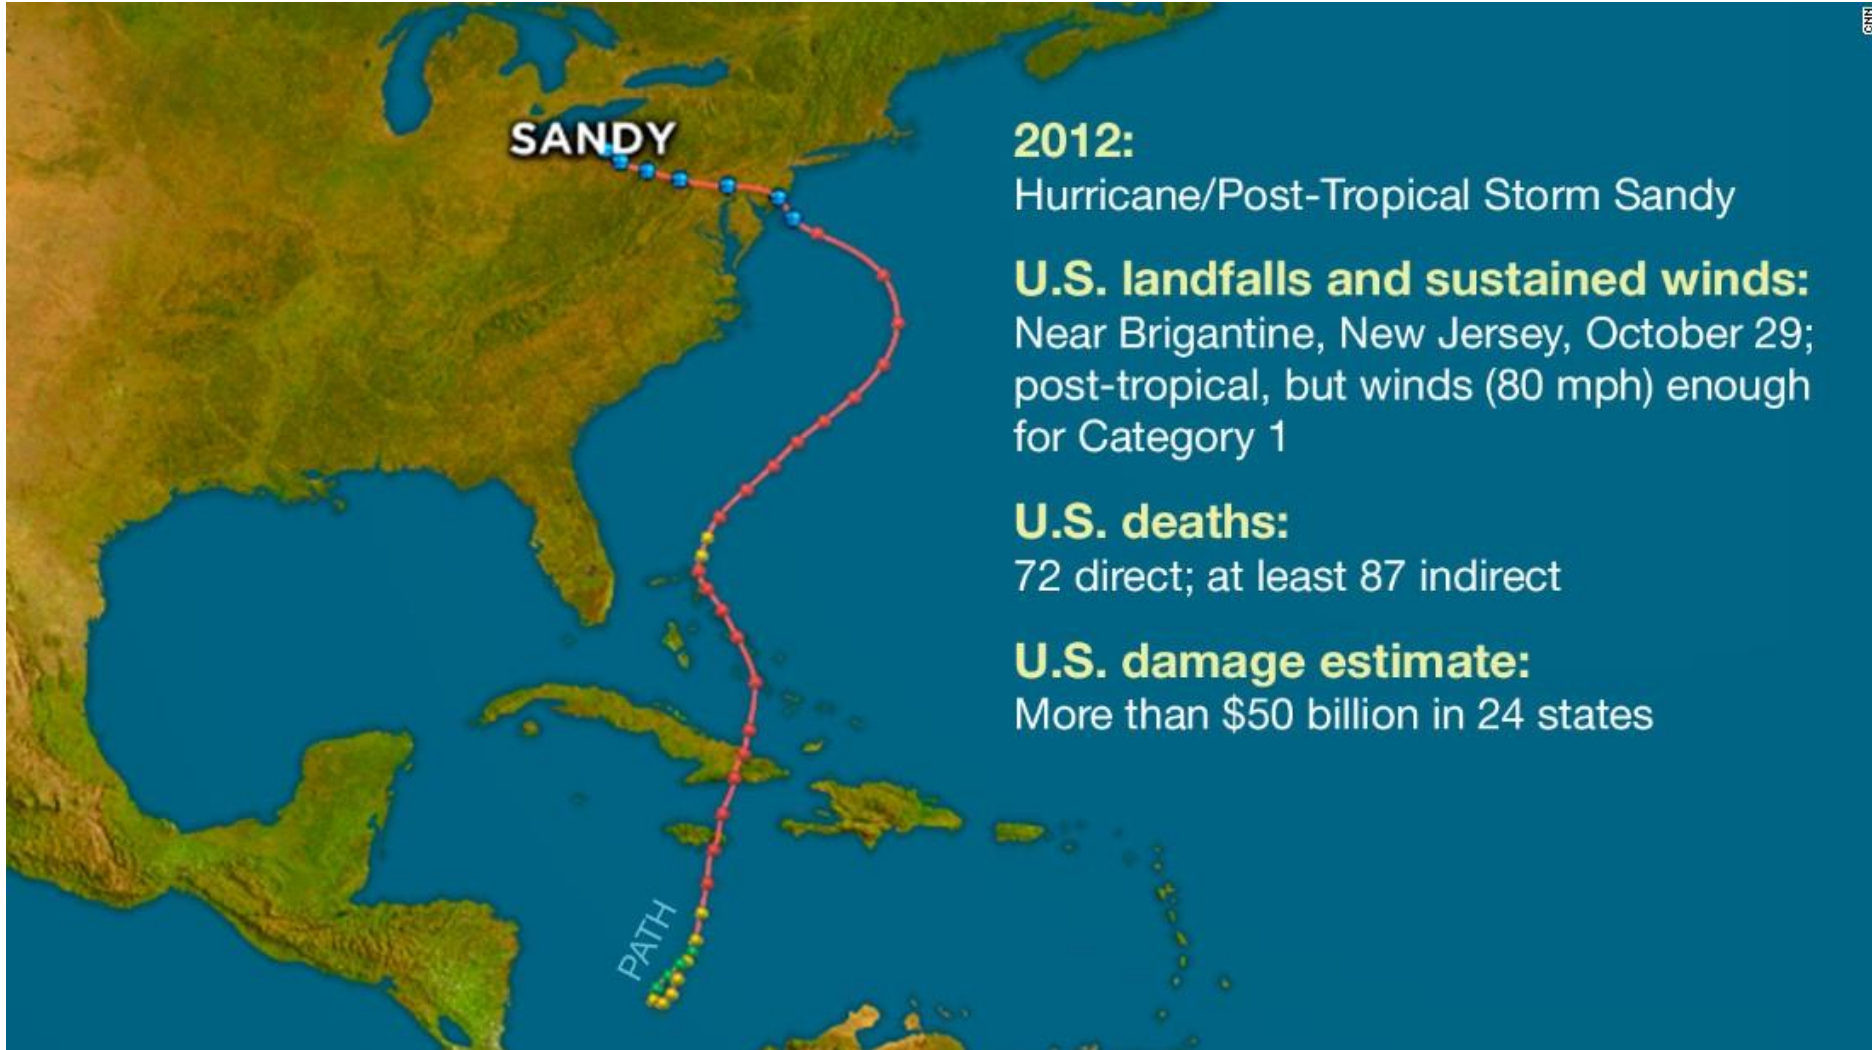 CNN
SANDY
2012:
Hurricane/Post-Tropical Storm Sandy
U.S. landfalls and sustained winds:
Near Brigantine, New Jersey, October 29;
post-tropical, but winds (80 mph) enough
for Category 1
U.S. deaths:
72 direct; at least 87 indirect
U.S. damage estimate:
More than $50 billion in 24 states
PATH